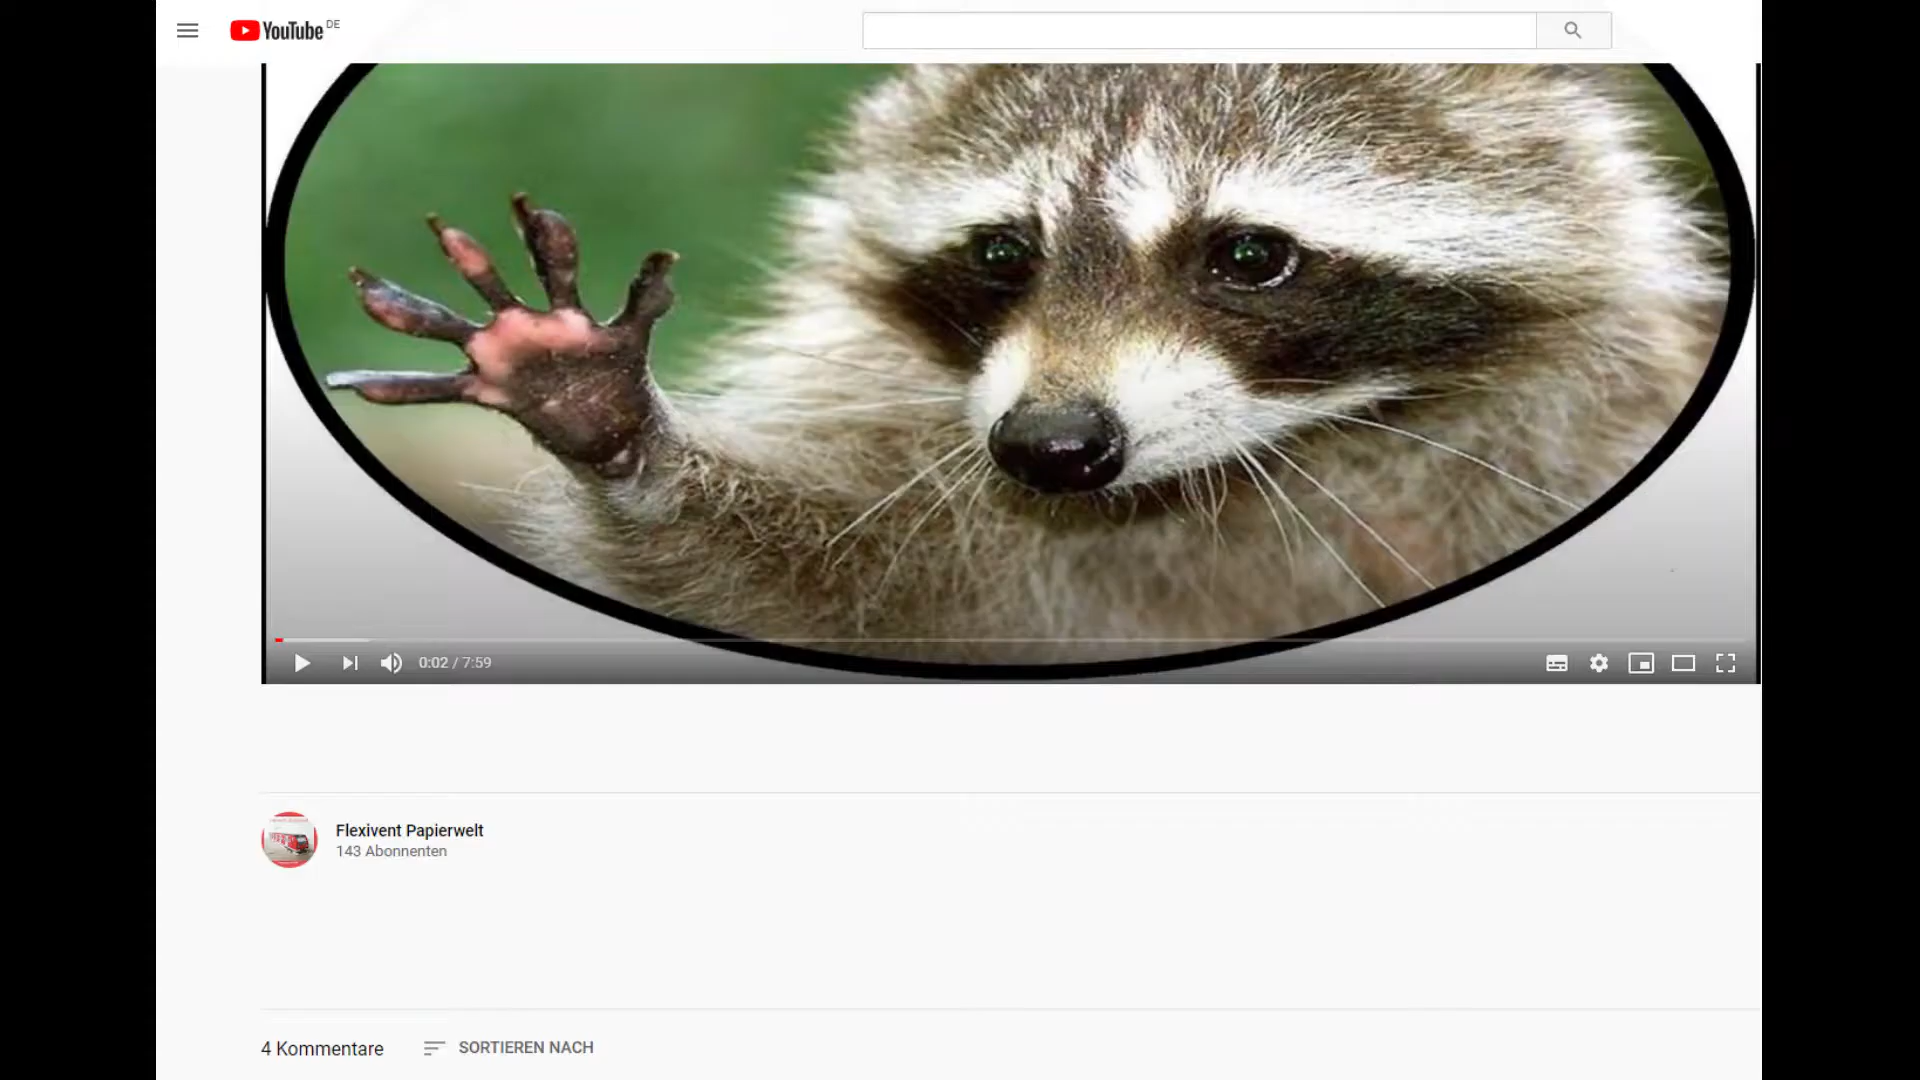 YouTube DE
0:02 / 7:59
Flexivent Papierwelt
143 Abonnenten
4 Kommentare
SORTIEREN NACH